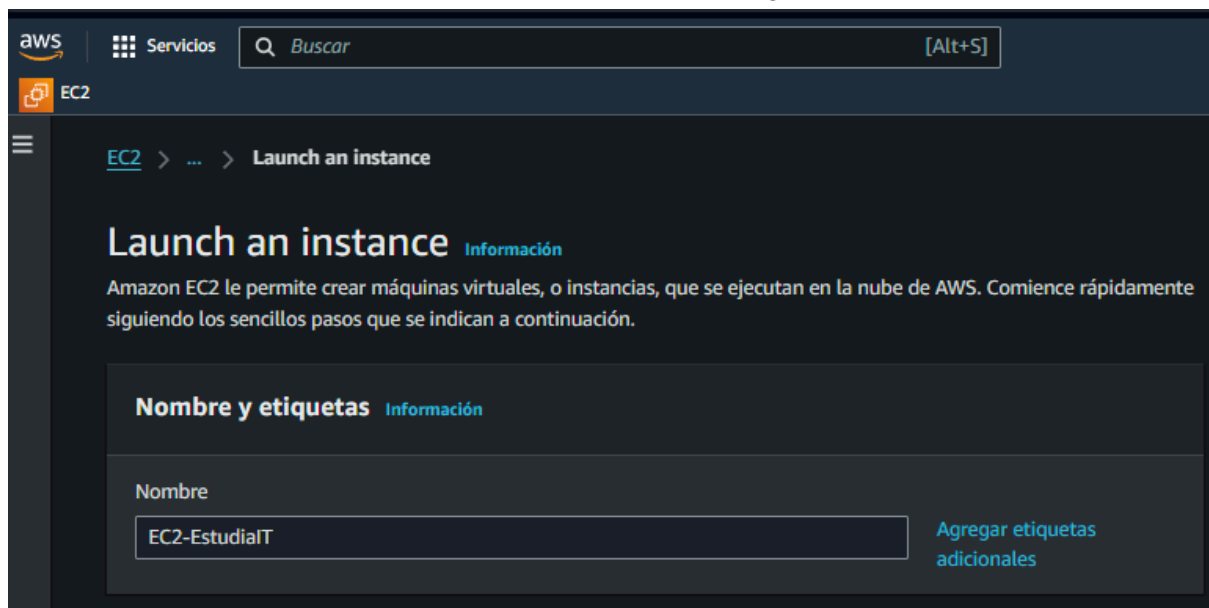 aws
Servicios
Buscar
[Alt+S]
EC2
EC2 > ... > Launch an instance
Launch an instance Información
Amazon EC2 le permite crear máquinas virtuales, o instancias, que se ejecutan en la nube de AWS. Comience rápidamente
siguiendo los sencillos pasos que se indican a continuación.
Nombre y etiquetas Información
Nombre
EC2-EstudiaIT
Agregar etiquetas
adicionales